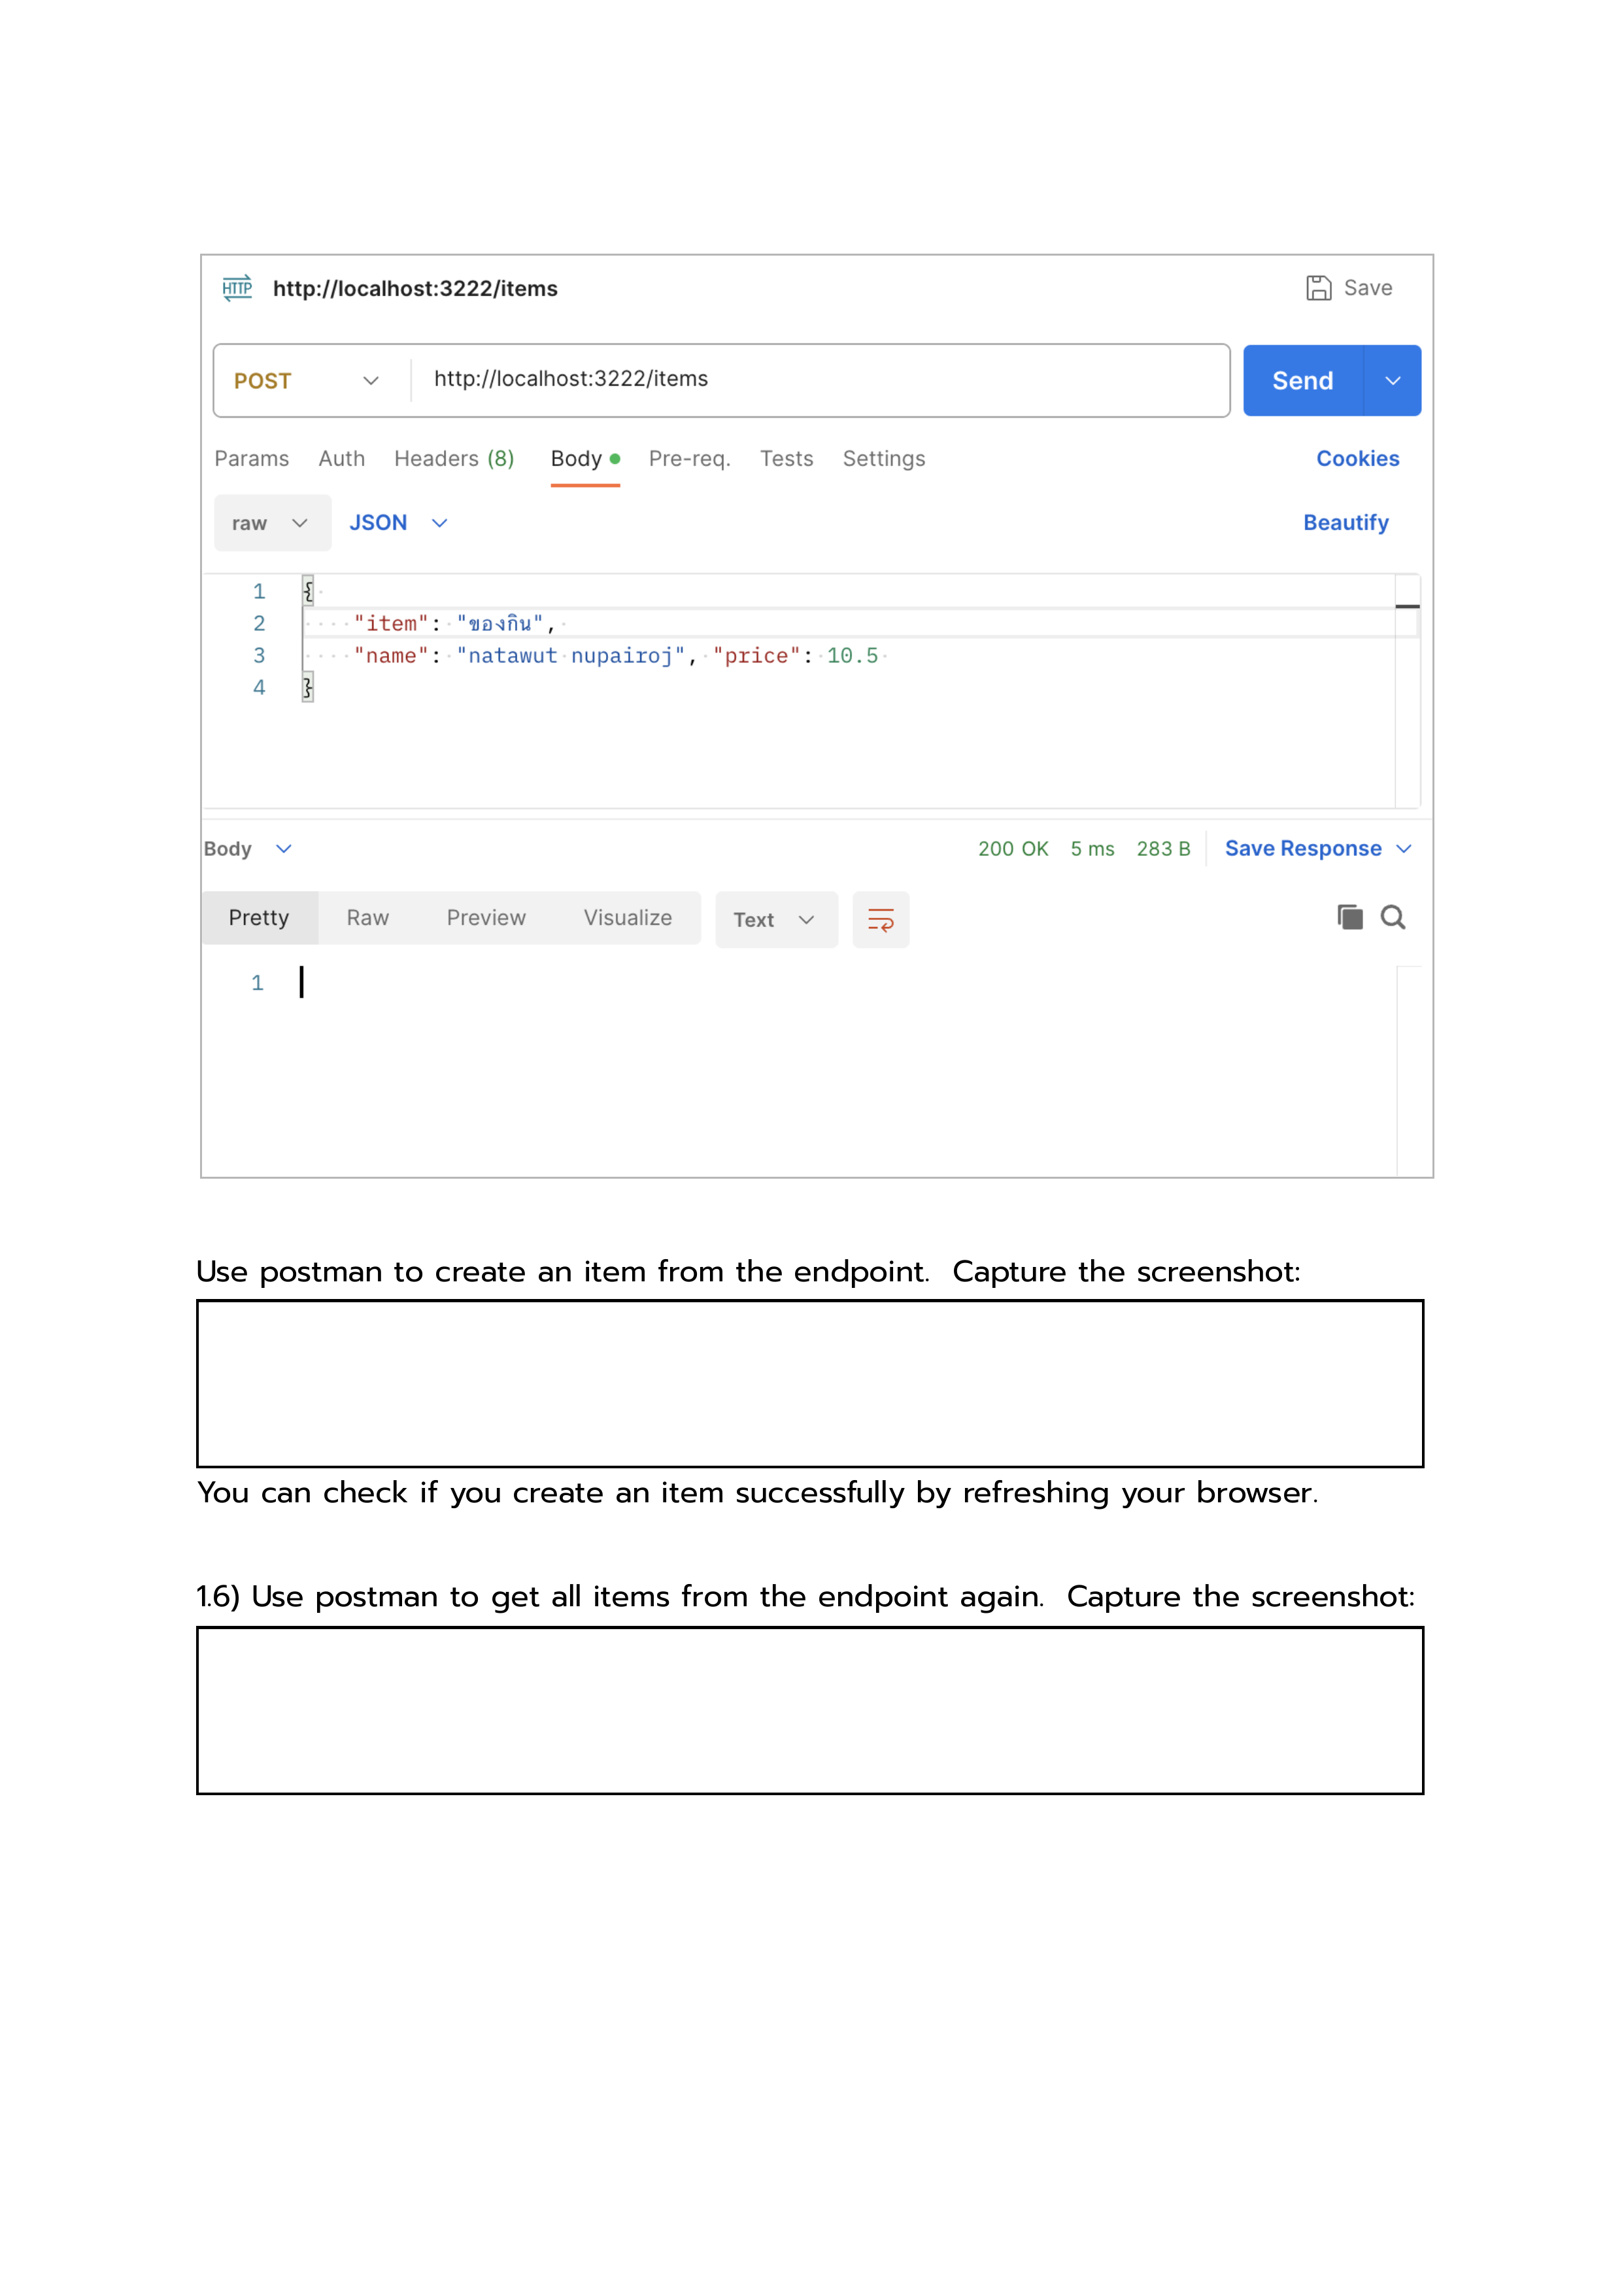 HTTP http://localhost:3222/items Save
POST http://localhost:3222/items Send
Params Auth Headers (8) Body Pre-req. Tests Settings Cookies
raw JSON Beautify
1 {
2 "item": "ของกิน",
3 "name": "natawut nupairoj", "price": 10.5
4 }
Body 200 OK 5 ms 283 B Save Response
Pretty Raw Preview Visualize Text
1
Use postman to create an item from the endpoint. Capture the screenshot:
You can check if you create an item successfully by refreshing your browser.
1.6) Use postman to get all items from the endpoint again. Capture the screenshot: